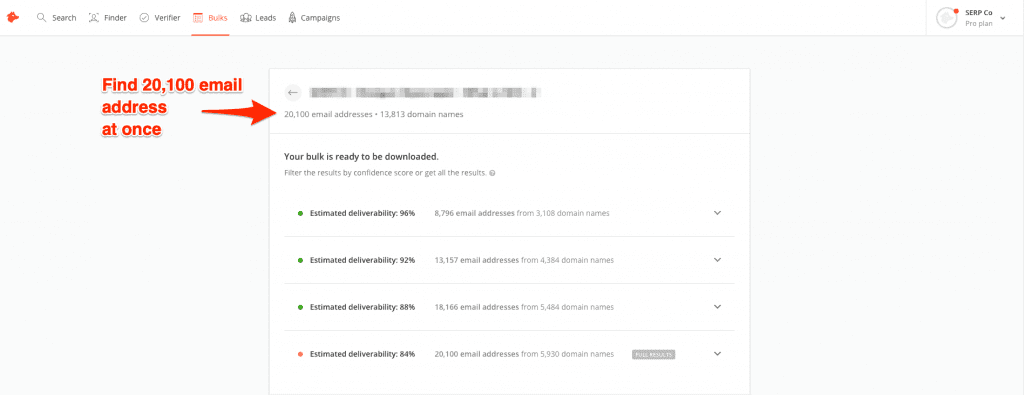 Search Finder Verifier Bulks Leads Campaigns
SERP Co
Pro plan
Find 20,100 email
address
at once
20,100 email addresses • 13,813 domain names
Your bulk is ready to be downloaded.
Filter the results by confidence score or get all the results.
Estimated deliverability: 96% 8,796 email addresses from 3,108 domain names
Estimated deliverability: 92% 13,157 email addresses from 4,384 domain names
Estimated deliverability: 88% 18,166 email addresses from 5,484 domain names
Estimated deliverability: 84% 20,100 email addresses from 5,930 domain names FULL RESULTS